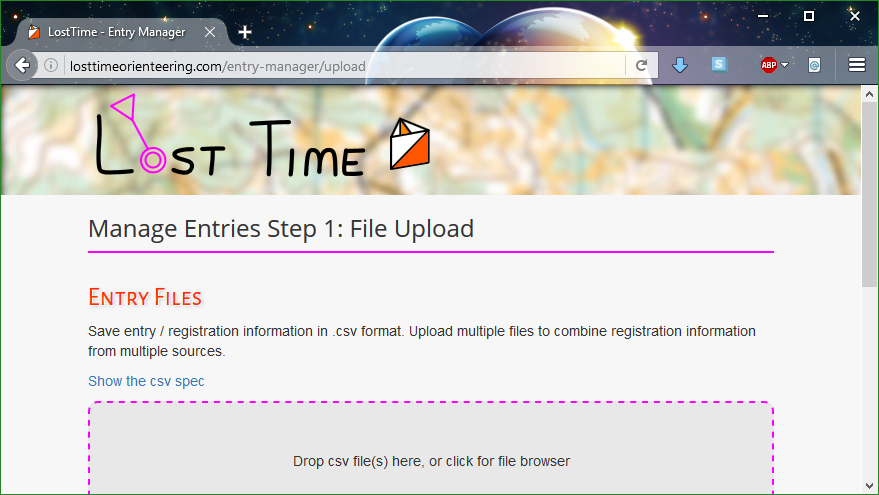 LostTime - Entry Manager
losttimeorienteering.com/entry-manager/upload
S
ABP
@
Lost Time
Manage Entries Step 1: File Upload
Entry Files
Save entry / registration information in .csv format. Upload multiple files to combine registration information
from multiple sources.
Show the csv spec
Drop csv file(s) here, or click for file browser